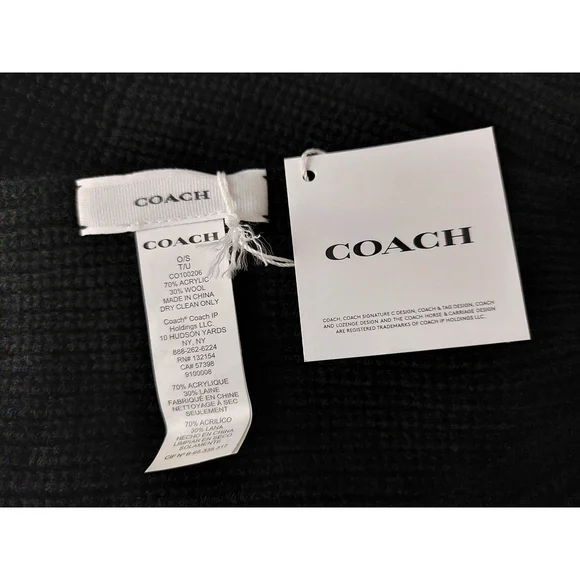 COACH
COACH
O/S
T/U
CO100206
70% ACRYLIC
30% WOOL
MADE IN CHINA
DRY CLEAN ONLY
Coach® Coach IP
Holdings LLC.
10 HUDSON YARDS
NY, NY
888-262-6224
RN# 132154
CA# 57398
9100008
70% ACRYLIQUE
30% LAINE
FABRIQUÉ EN CHINE
NETTOYAGE À SEC
SEULEMENT
70% ACRILICO
30% LANA
HECHO EN CHINA
LIMPIAR EN SECO
SOLAMENTE
CIF Nº
COACH
COACH, COACH SIGNATURE C DESIGN, COACH & TAG DESIGN, COACH
AND LOZENGE DESIGN AND THE COACH HORSE & CARRIAGE DESIGN
ARE REGISTERED TRADEMARKS OF COACH IP HOLDINGS LLC.